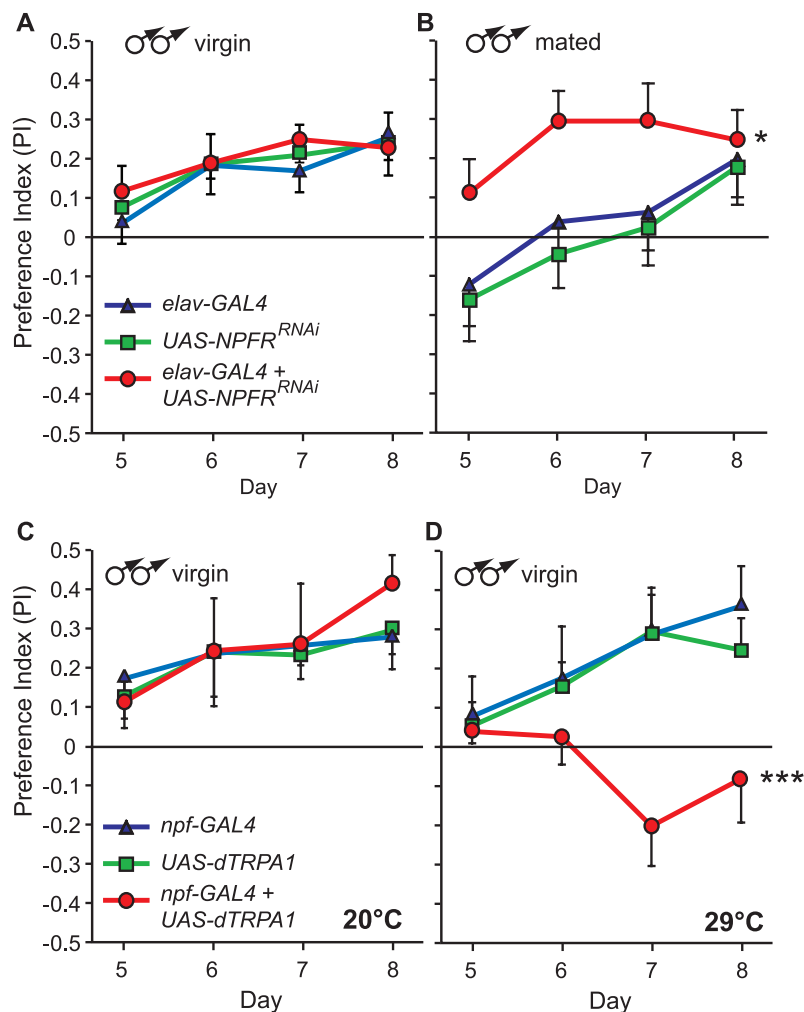 A
virgin
Preference Index (PI)
0.5
0.4
0.3
0.2
0.1
0
-0.1
-0.2
-0.3
-0.4
-0.5
elav-GAL4
UAS-NPFR^RNAi
elav-GAL4 +
UAS-NPFR^RNAi
5 6 7 8
Day
B
mated
*
5 6 7 8
Day
C
virgin
Preference Index (PI)
0.5
0.4
0.3
0.2
0.1
0
-0.1
-0.2
-0.3
-0.4
-0.5
npf-GAL4
UAS-dTRPA1
npf-GAL4 +
UAS-dTRPA1
20°C
5 6 7 8
Day
D
virgin
***
29°C
5 6 7 8
Day